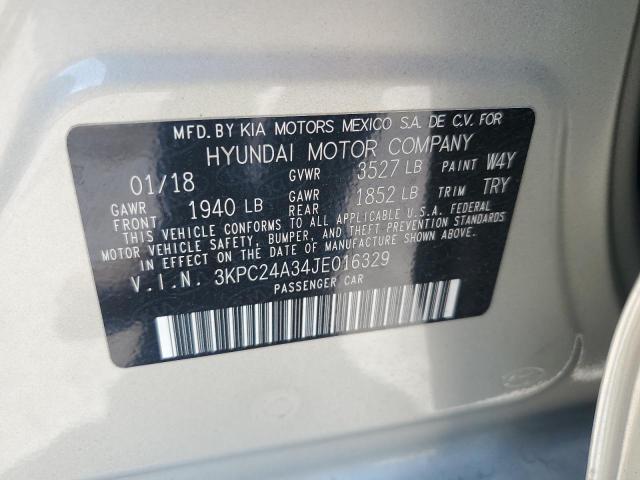 MFD. BY KIA MOTORS MEXICO S.A. DE C.V. FOR
HYUNDAI MOTOR COMPANY
01/18 GVWR 3527 LB PAINT W4Y
GAWR FRONT 1940 LB GAWR REAR 1852 LB TRIM TRY
THIS VEHICLE CONFORMS TO ALL APPLICABLE U.S.A. FEDERAL
MOTOR VEHICLE SAFETY, BUMPER, AND THEFT PREVENTION STANDARDS
IN EFFECT ON THE DATE OF MANUFACTURE SHOWN ABOVE.
V.I.N. 3KPC24A34JE016329
PASSENGER CAR